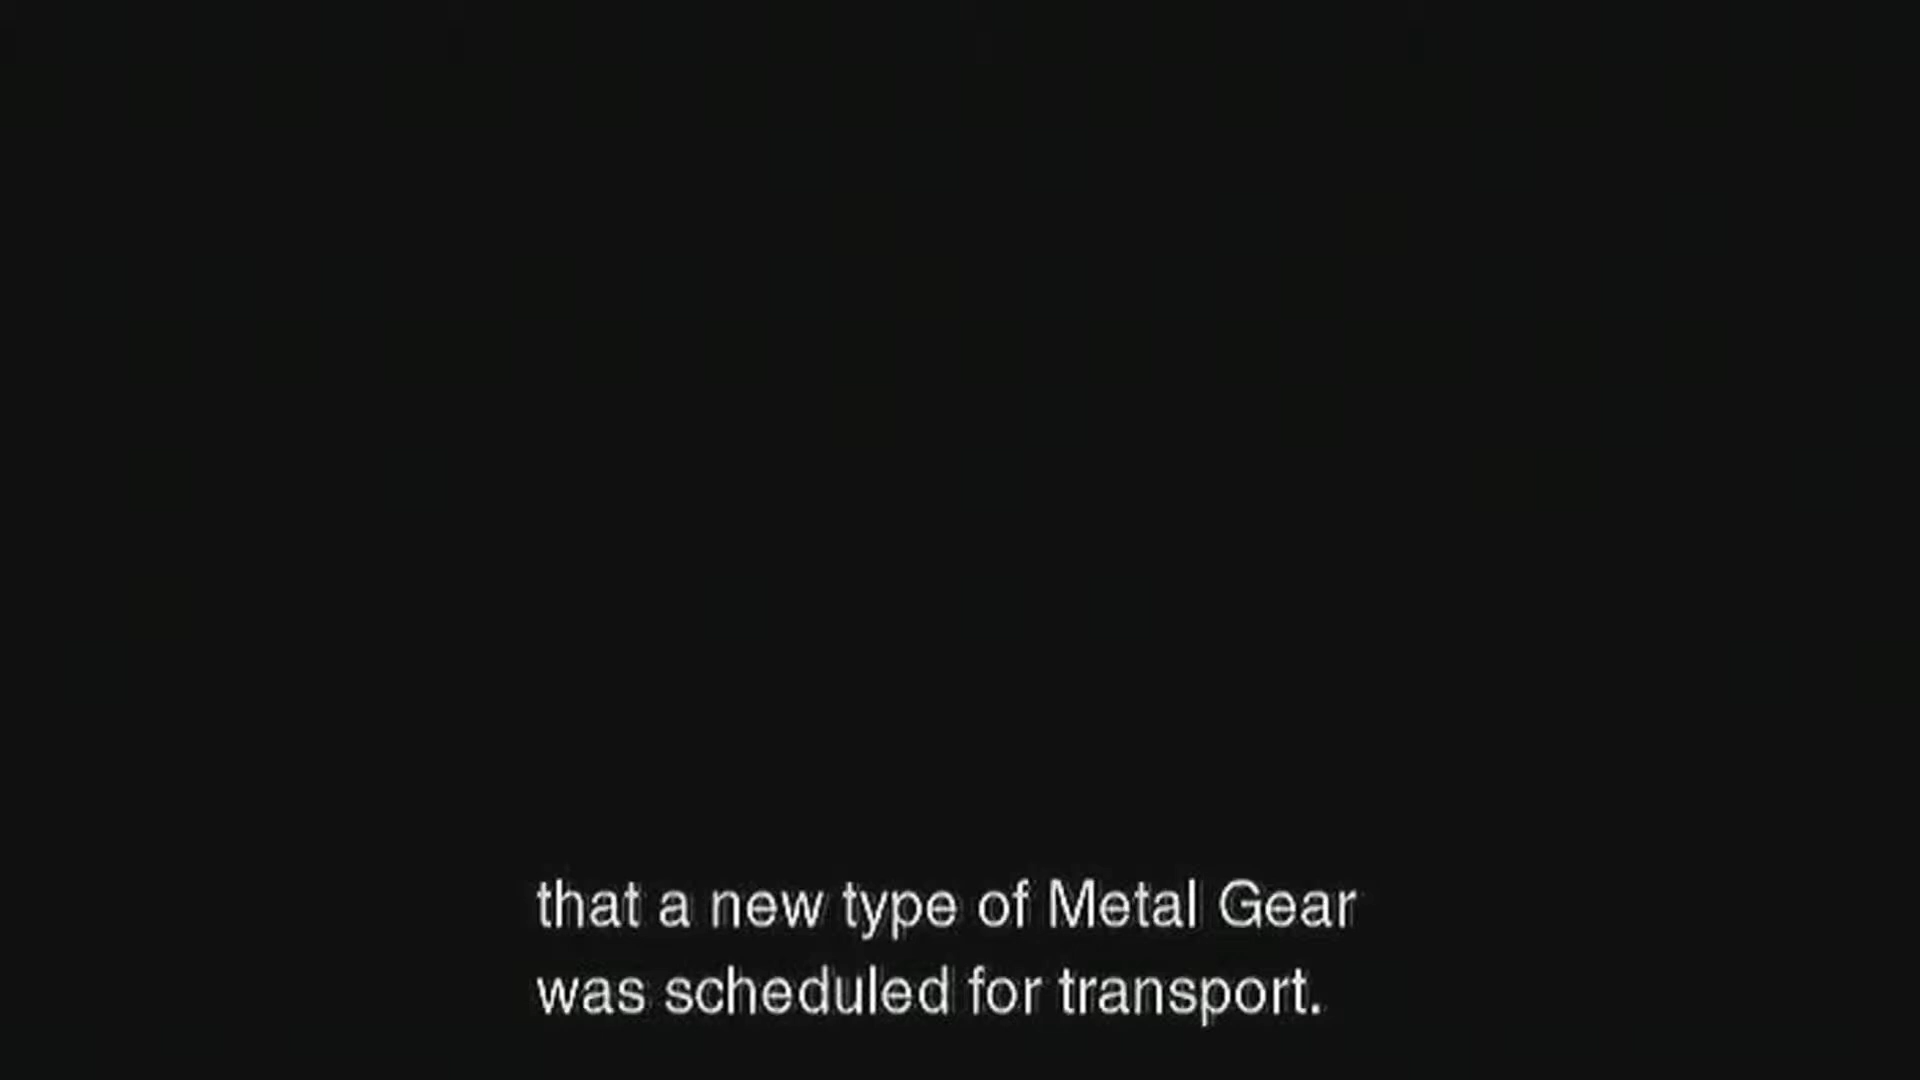 that a new type of Metal Gear
was scheduled for transport.